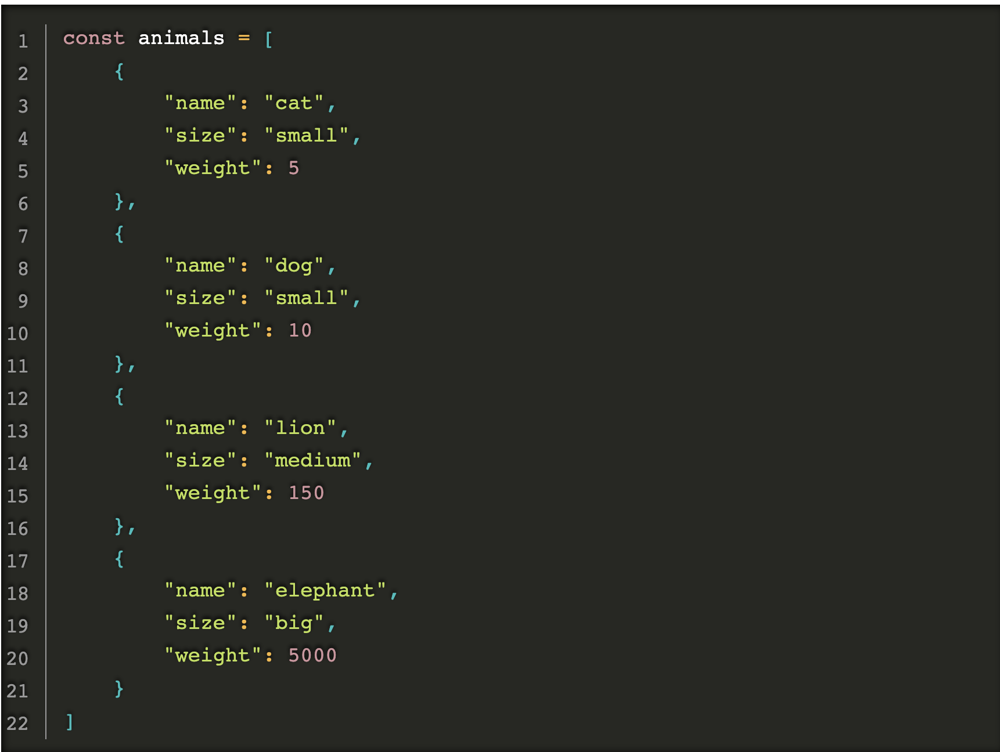 1 const animals = [
2     {
3         "name": "cat",
4         "size": "small",
5         "weight": 5
6     },
7     {
8         "name": "dog",
9         "size": "small",
10         "weight": 10
11     },
12     {
13         "name": "lion",
14         "size": "medium",
15         "weight": 150
16     },
17     {
18         "name": "elephant",
19         "size": "big",
20         "weight": 5000
21     }
22 ]